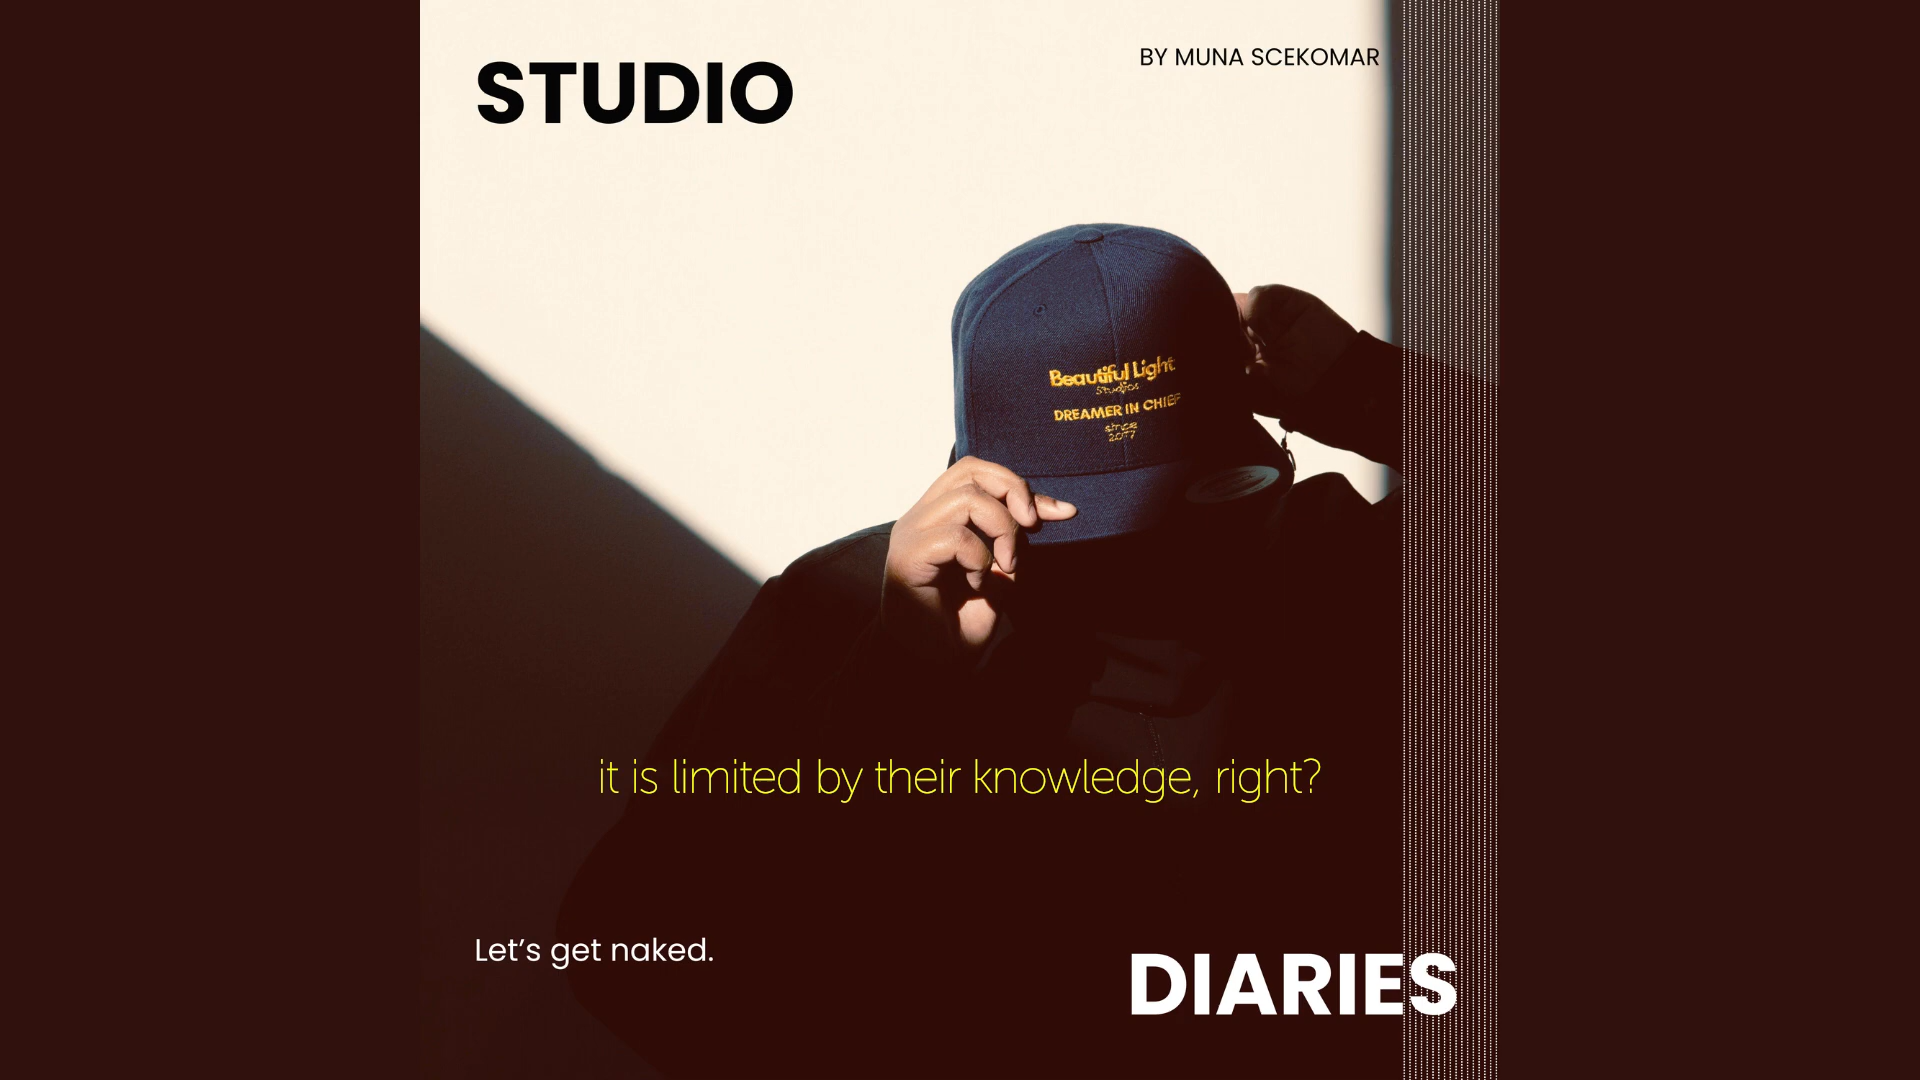 STUDIO
BY MUNA SCEKOMAR
Beautiful Light
Studios
DREAMER IN CHIEF
since
2017
it is limited by their knowledge, right?
Let’s get naked.
DIARIES